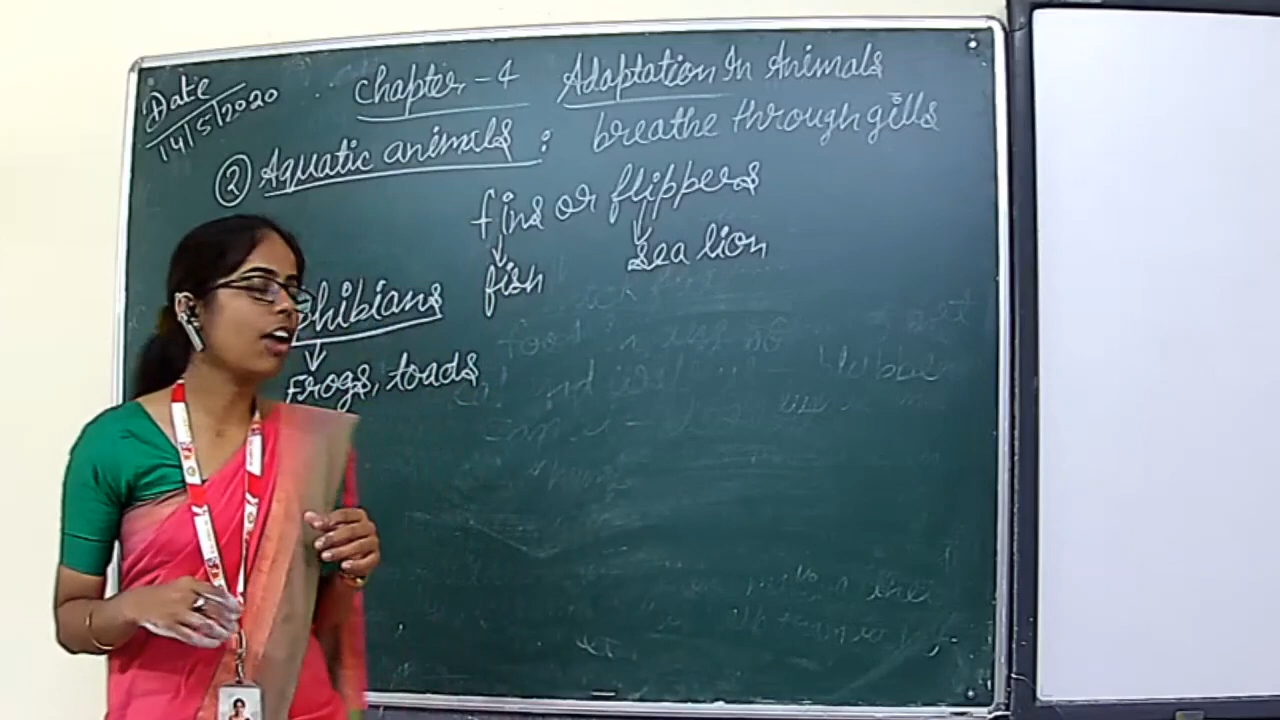 Date
14/5/2020
Chapter-4 Adaptation In Animals
② Aquatic animals : breathe through gills
fins or flippers
fish sea lion
phibians
Frogs, toads